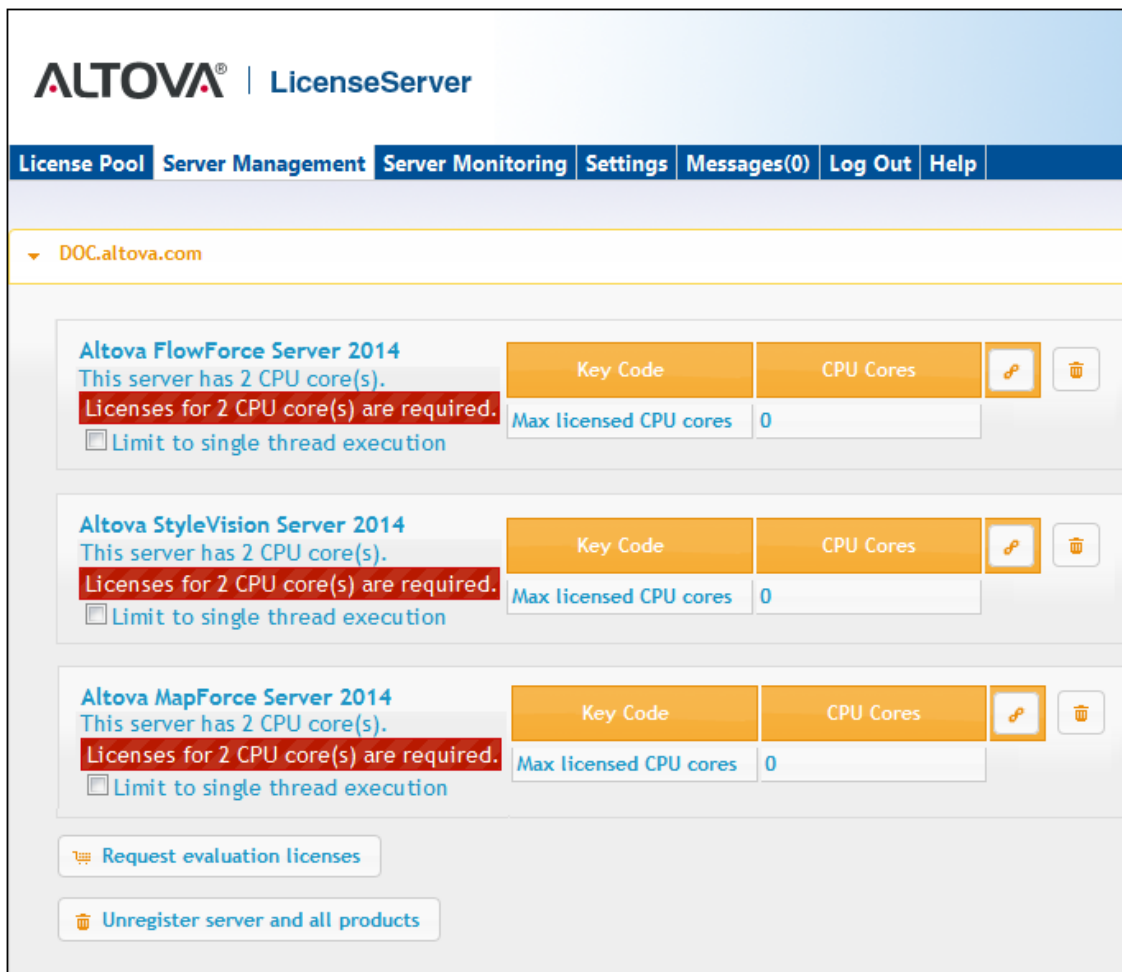 ALTOVA® | LicenseServer
License Pool Server Management Server Monitoring Settings Messages(0) Log Out Help
DOC.altova.com
Altova FlowForce Server 2014
This server has 2 CPU core(s).
Licenses for 2 CPU core(s) are required.
Limit to single thread execution
Key Code CPU Cores
Max licensed CPU cores 0
Altova StyleVision Server 2014
This server has 2 CPU core(s).
Licenses for 2 CPU core(s) are required.
Limit to single thread execution
Key Code CPU Cores
Max licensed CPU cores 0
Altova MapForce Server 2014
This server has 2 CPU core(s).
Licenses for 2 CPU core(s) are required.
Limit to single thread execution
Key Code CPU Cores
Max licensed CPU cores 0
Request evaluation licenses
Unregister server and all products